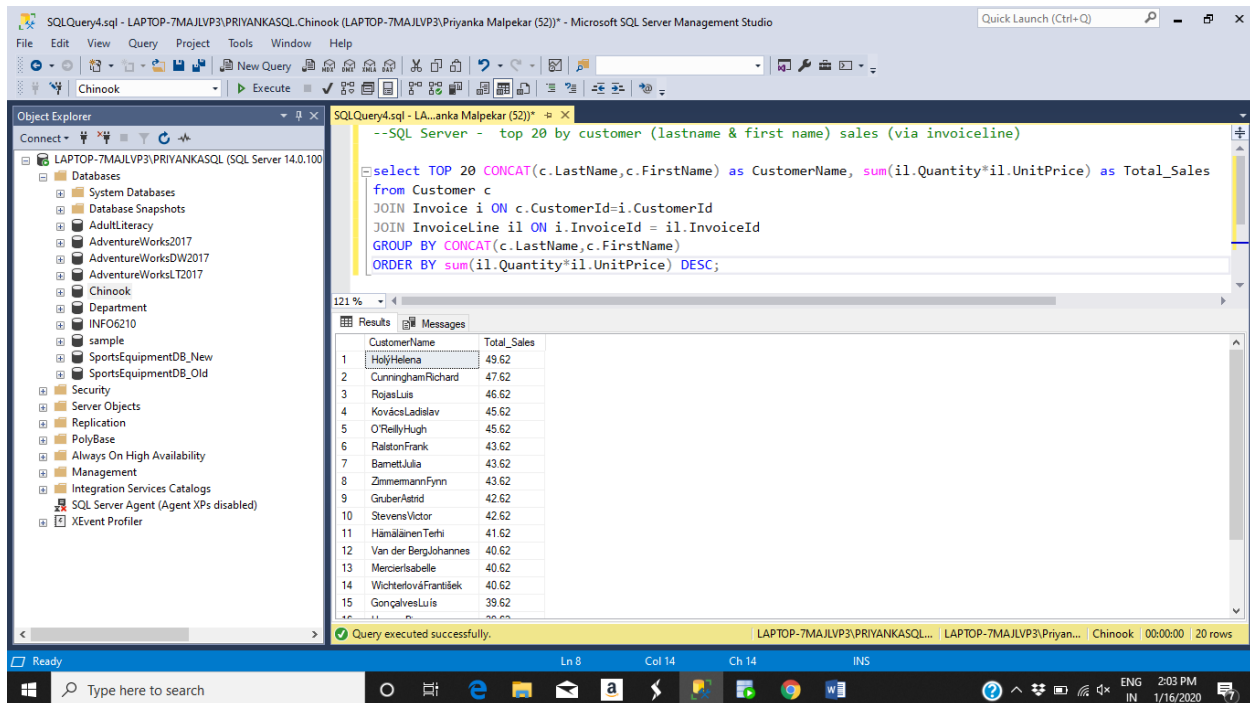 SQLQuery4.sql - LAPTOP-7MAJLVP3\PRIYANKASQL.Chinook (LAPTOP-7MAJLVP3\Priyanka Malpekar (52))* - Microsoft SQL Server Management Studio
Quick Launch (Ctrl+Q)
File Edit View Query Project Tools Window Help
New Query
MDX DMX XMLA DAX
Chinook
Execute
Object Explorer
Connect
LAPTOP-7MAJLVP3\PRIYANKASQL (SQL Server 14.0.100
Databases
System Databases
Database Snapshots
AdultLiteracy
AdventureWorks2017
AdventureWorksDW2017
AdventureWorksLT2017
Chinook
Department
INFO6210
sample
SportsEquipmentDB_New
SportsEquipmentDB_Old
Security
Server Objects
Replication
PolyBase
Always On High Availability
Management
Integration Services Catalogs
SQL Server Agent (Agent XPs disabled)
XEvent Profiler
SQLQuery4.sql - LA...anka Malpekar (52))*
--SQL Server - top 20 by customer (lastname & first name) sales (via invoiceline)
select TOP 20 CONCAT(c.LastName,c.FirstName) as CustomerName, sum(il.Quantity*il.UnitPrice) as Total_Sales
from Customer c
JOIN Invoice i ON c.CustomerId=i.CustomerId
JOIN InvoiceLine il ON i.InvoiceId = il.InvoiceId
GROUP BY CONCAT(c.LastName,c.FirstName)
ORDER BY sum(il.Quantity*il.UnitPrice) DESC;
121 %
Results Messages
CustomerName Total_Sales
1 HolýHelena 49.62
2 CunninghamRichard 47.62
3 RojasLuis 46.62
4 KovácsLadislav 45.62
5 O'ReillyHugh 45.62
6 RalstonFrank 43.62
7 BarnettJulia 43.62
8 ZimmermannFynn 43.62
9 GruberAstrid 42.62
10 StevensVictor 42.62
11 HämäläinenTerhi 41.62
12 Van der BergJohannes 40.62
13 MercierIsabelle 40.62
14 WichterlováFrantišek 40.62
15 GonçalvesLuís 39.62
Query executed successfully.
LAPTOP-7MAJLVP3\PRIYANKASQL... LAPTOP-7MAJLVP3\Priyan... Chinook 00:00:00 20 rows
Ready Ln 8 Col 14 Ch 14 INS
Type here to search
ENG 2:03 PM
IN 1/16/2020